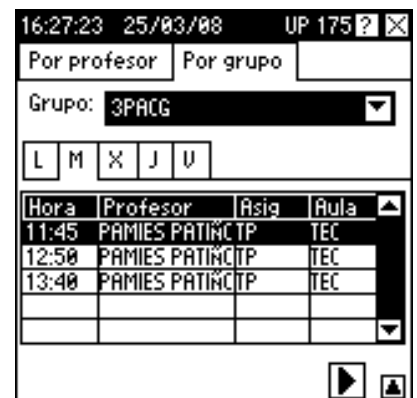 16:27:23 25/03/08 UP 175 ? X
Por profesor Por grupo
Grupo: 3PACG
L M X J V
Hora Profesor Asig Aula
11:45 PAMIES PATIÑC TP TEC
12:50 PAMIES PATIÑC TP TEC
13:40 PAMIES PATIÑC TP TEC